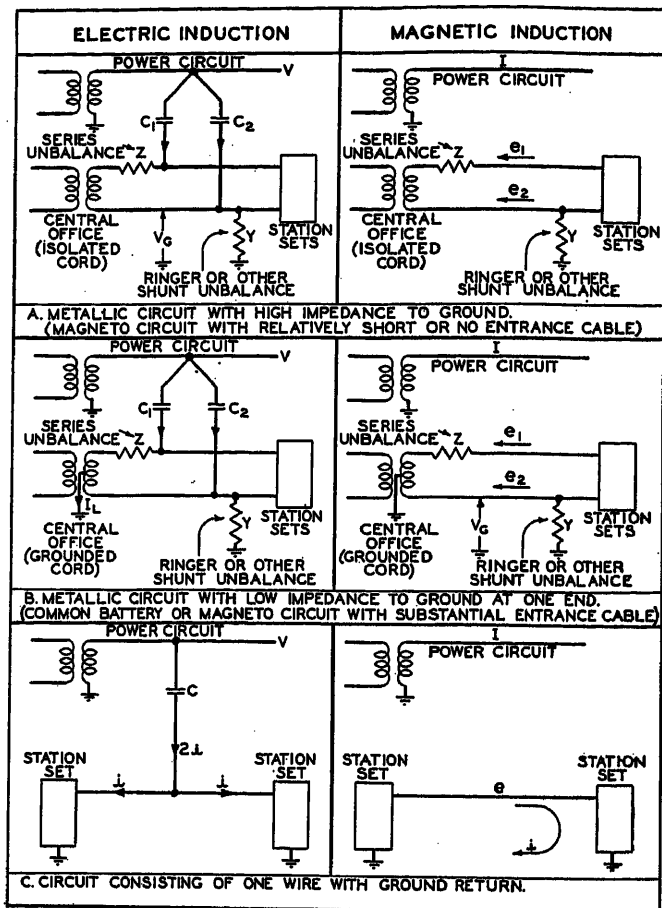 ELECTRIC INDUCTION
MAGNETIC INDUCTION
POWER CIRCUIT
V
C1
C2
SERIES
UNBALANCE
Z
CENTRAL
OFFICE
(ISOLATED
CORD)
VG
Y
STATION
SETS
RINGER OR OTHER
SHUNT UNBALANCE
I
POWER CIRCUIT
SERIES
UNBALANCE
Z
e1
e2
CENTRAL
OFFICE
(ISOLATED
CORD)
Y
STATION
SETS
RINGER OR OTHER
SHUNT UNBALANCE
A. METALLIC CIRCUIT WITH HIGH IMPEDANCE TO GROUND.
(MAGNETO CIRCUIT WITH RELATIVELY SHORT OR NO ENTRANCE CABLE)
POWER CIRCUIT
V
C1
C2
SERIES
UNBALANCE
Z
IL
CENTRAL
OFFICE
(GROUNDED
CORD)
Y
STATION
SETS
RINGER OR OTHER
SHUNT UNBALANCE
I
POWER CIRCUIT
SERIES
UNBALANCE
Z
e1
e2
CENTRAL
OFFICE
(GROUNDED
CORD)
VG
Y
STATION
SETS
RINGER OR OTHER
SHUNT UNBALANCE
B. METALLIC CIRCUIT WITH LOW IMPEDANCE TO GROUND AT ONE END.
(COMMON BATTERY OR MAGNETO CIRCUIT WITH SUBSTANTIAL ENTRANCE CABLE)
POWER CIRCUIT
V
C
2i
STATION
SET
i
i
STATION
SET
I
POWER CIRCUIT
STATION
SET
e
i
STATION
SET
C. CIRCUIT CONSISTING OF ONE WIRE WITH GROUND RETURN.